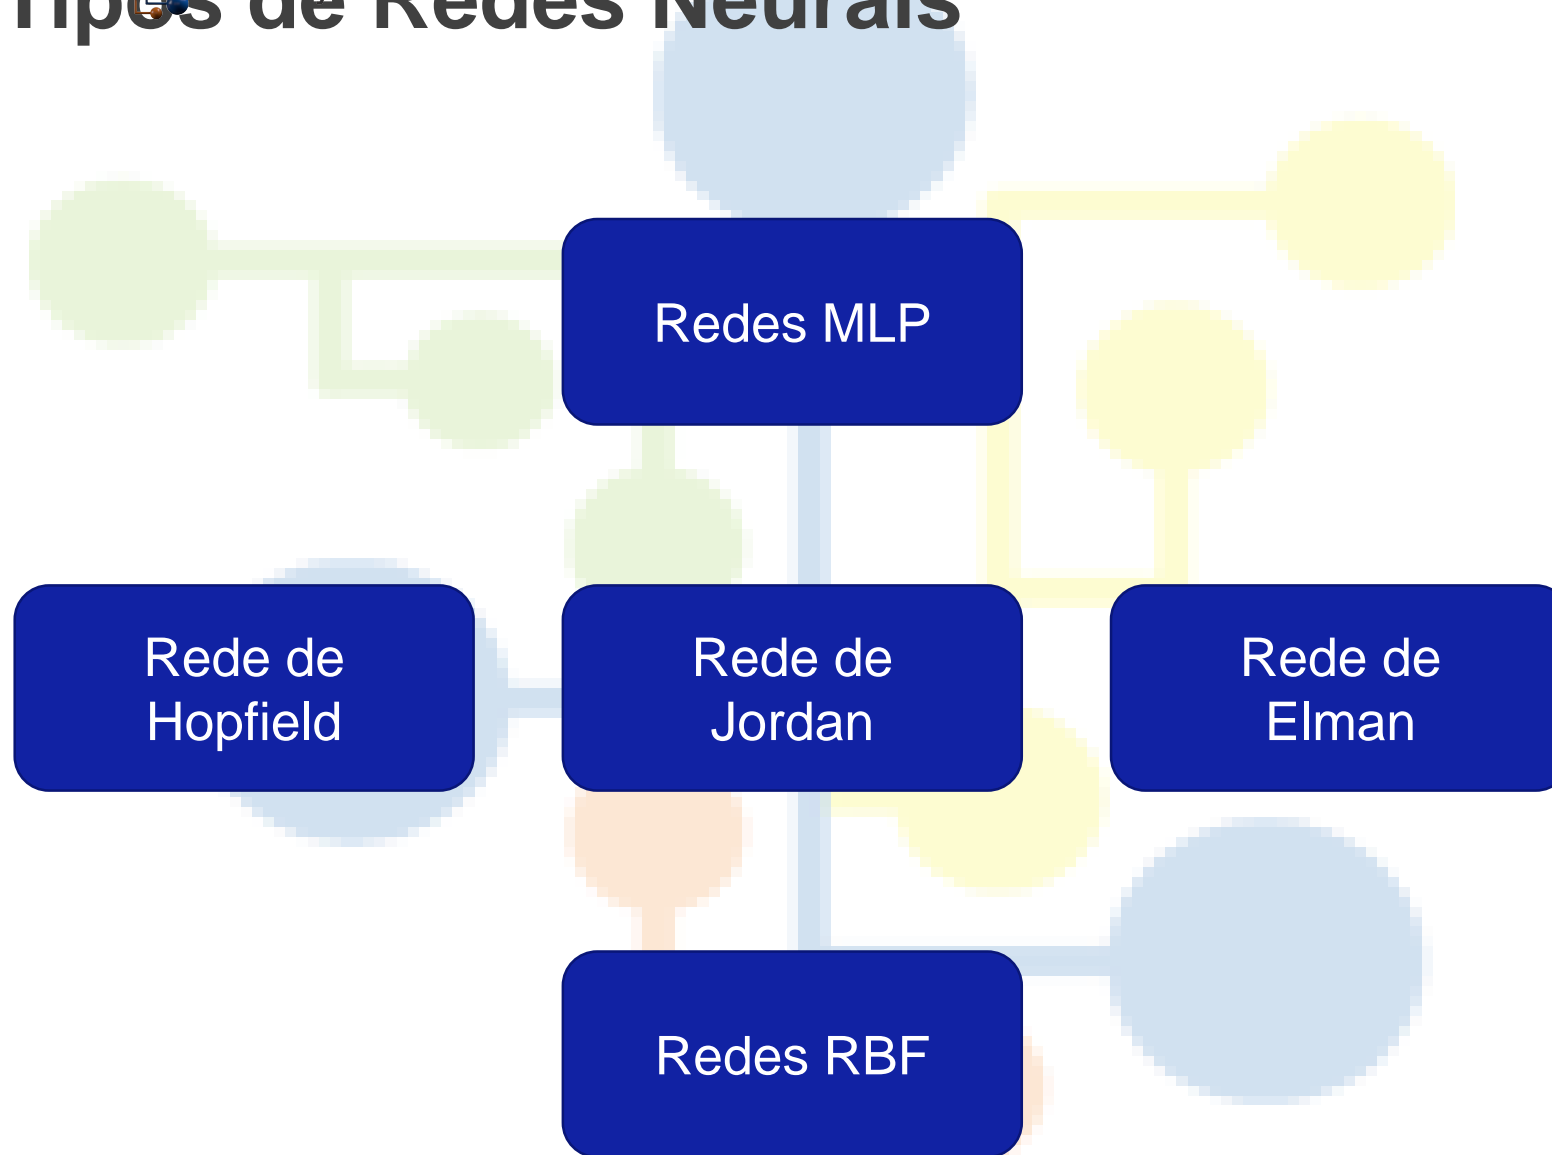 Tipos de Redes Neurais
Redes MLP
Rede de
Hopfield
Rede de
Jordan
Rede de
Elman
Redes RBF